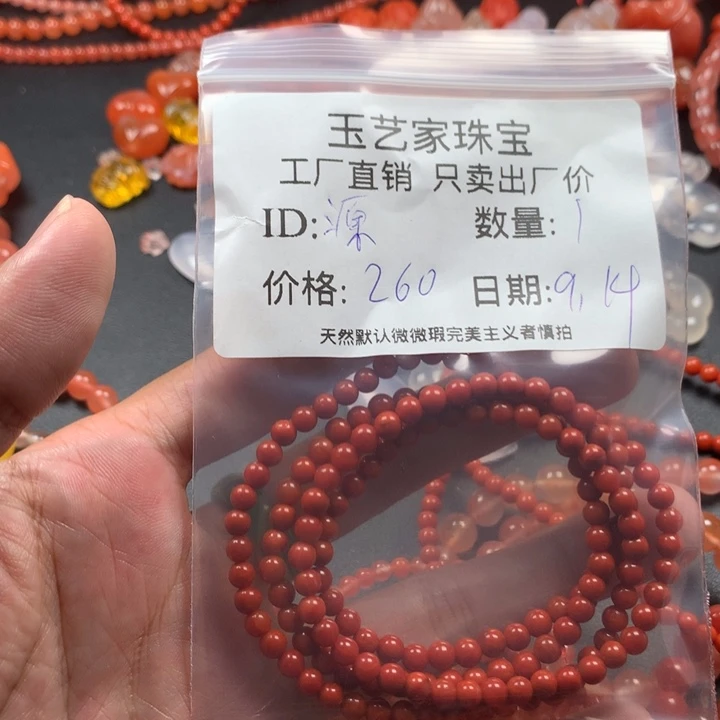 玉艺家珠宝
工厂直销 只卖出厂价
ID:源 数量:1
价格:260 日期:9.14
天然默认微微瑕完美主义者慎拍